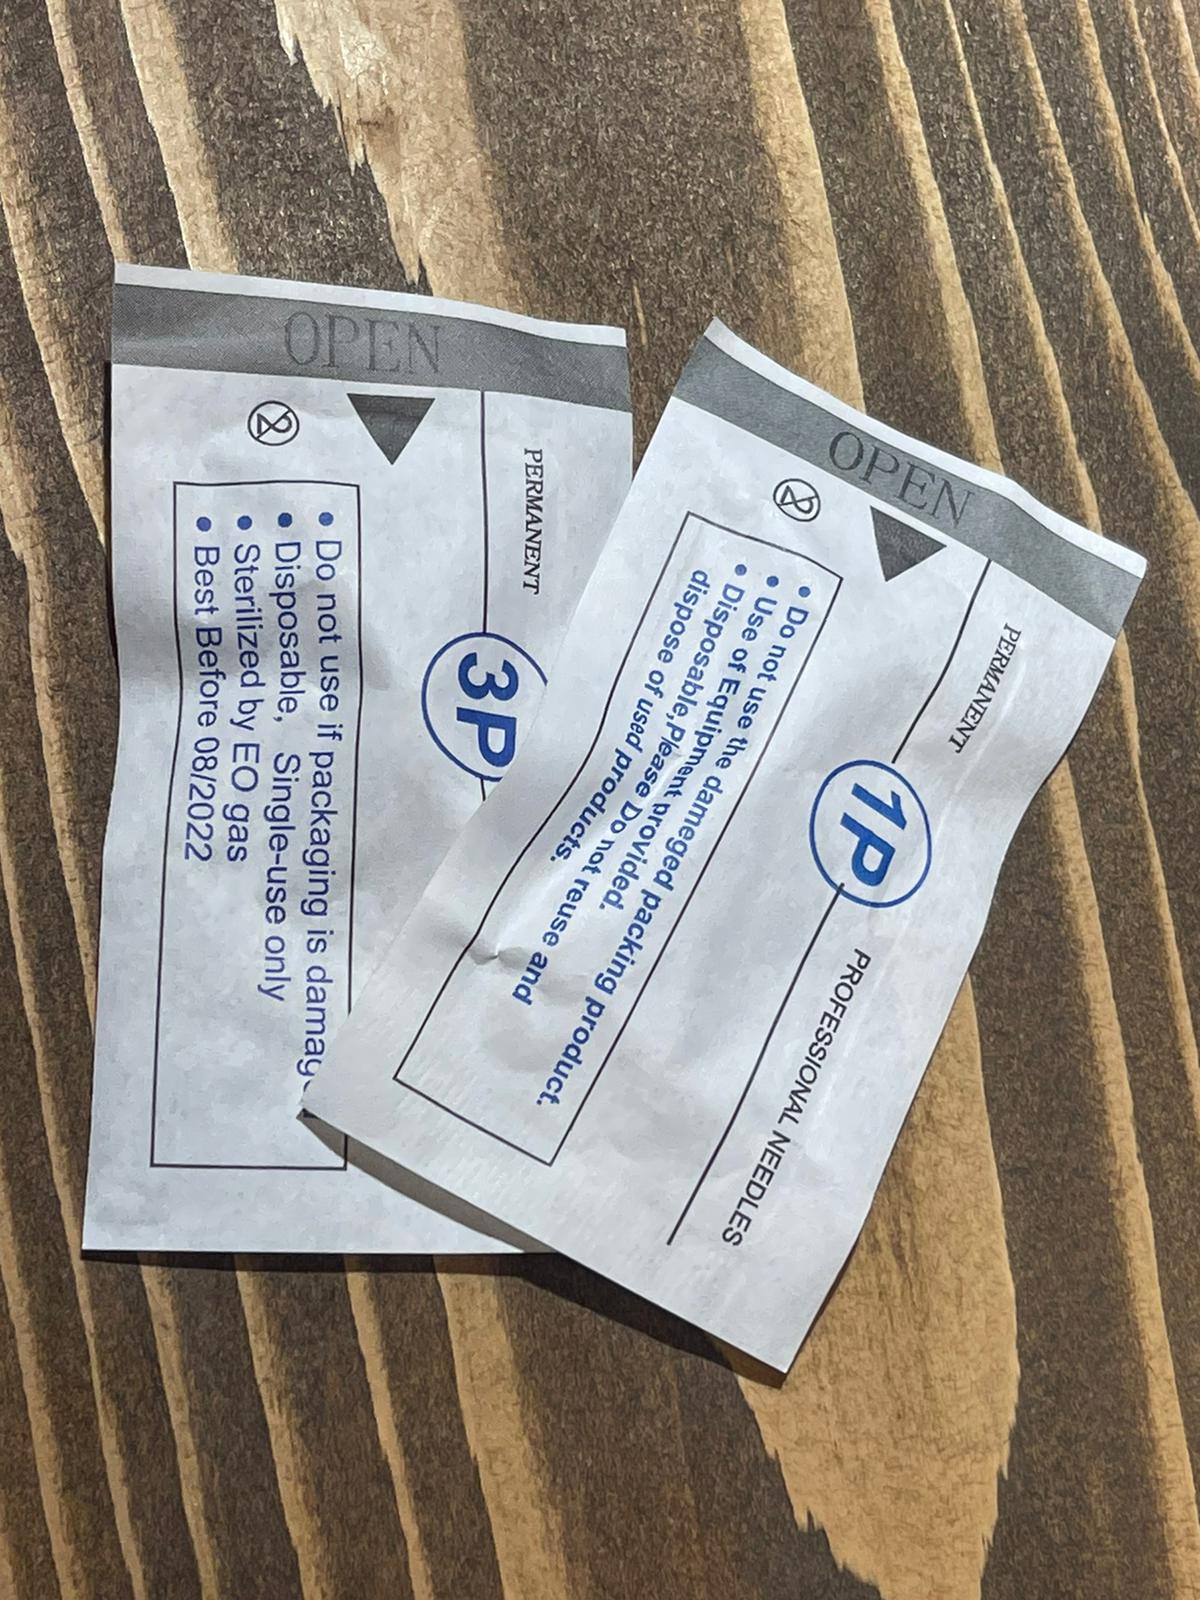 OPEN
PERMANENT
3P
• Do not use if packaging is
• Disposable, Single-use only
• Sterilized by EO gas
• Best Before 08/2022
OPEN
PERMANENT
1P
PROFESSIONAL NEEDLES
• Do not use the dameged packing product.
• Use of Equipment provided.
• Disposable,Please Do not reuse and
dispose of used products.